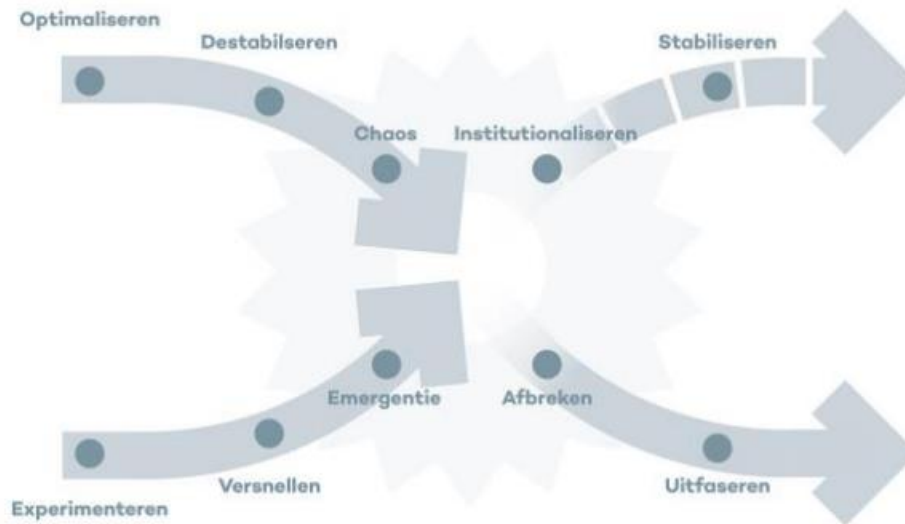 Optimaliseren
Destabilseren
Stabiliseren
Chaos
Institutionaliseren
Emergentie
Afbreken
Versnellen
Uitfaseren
Experimenteren